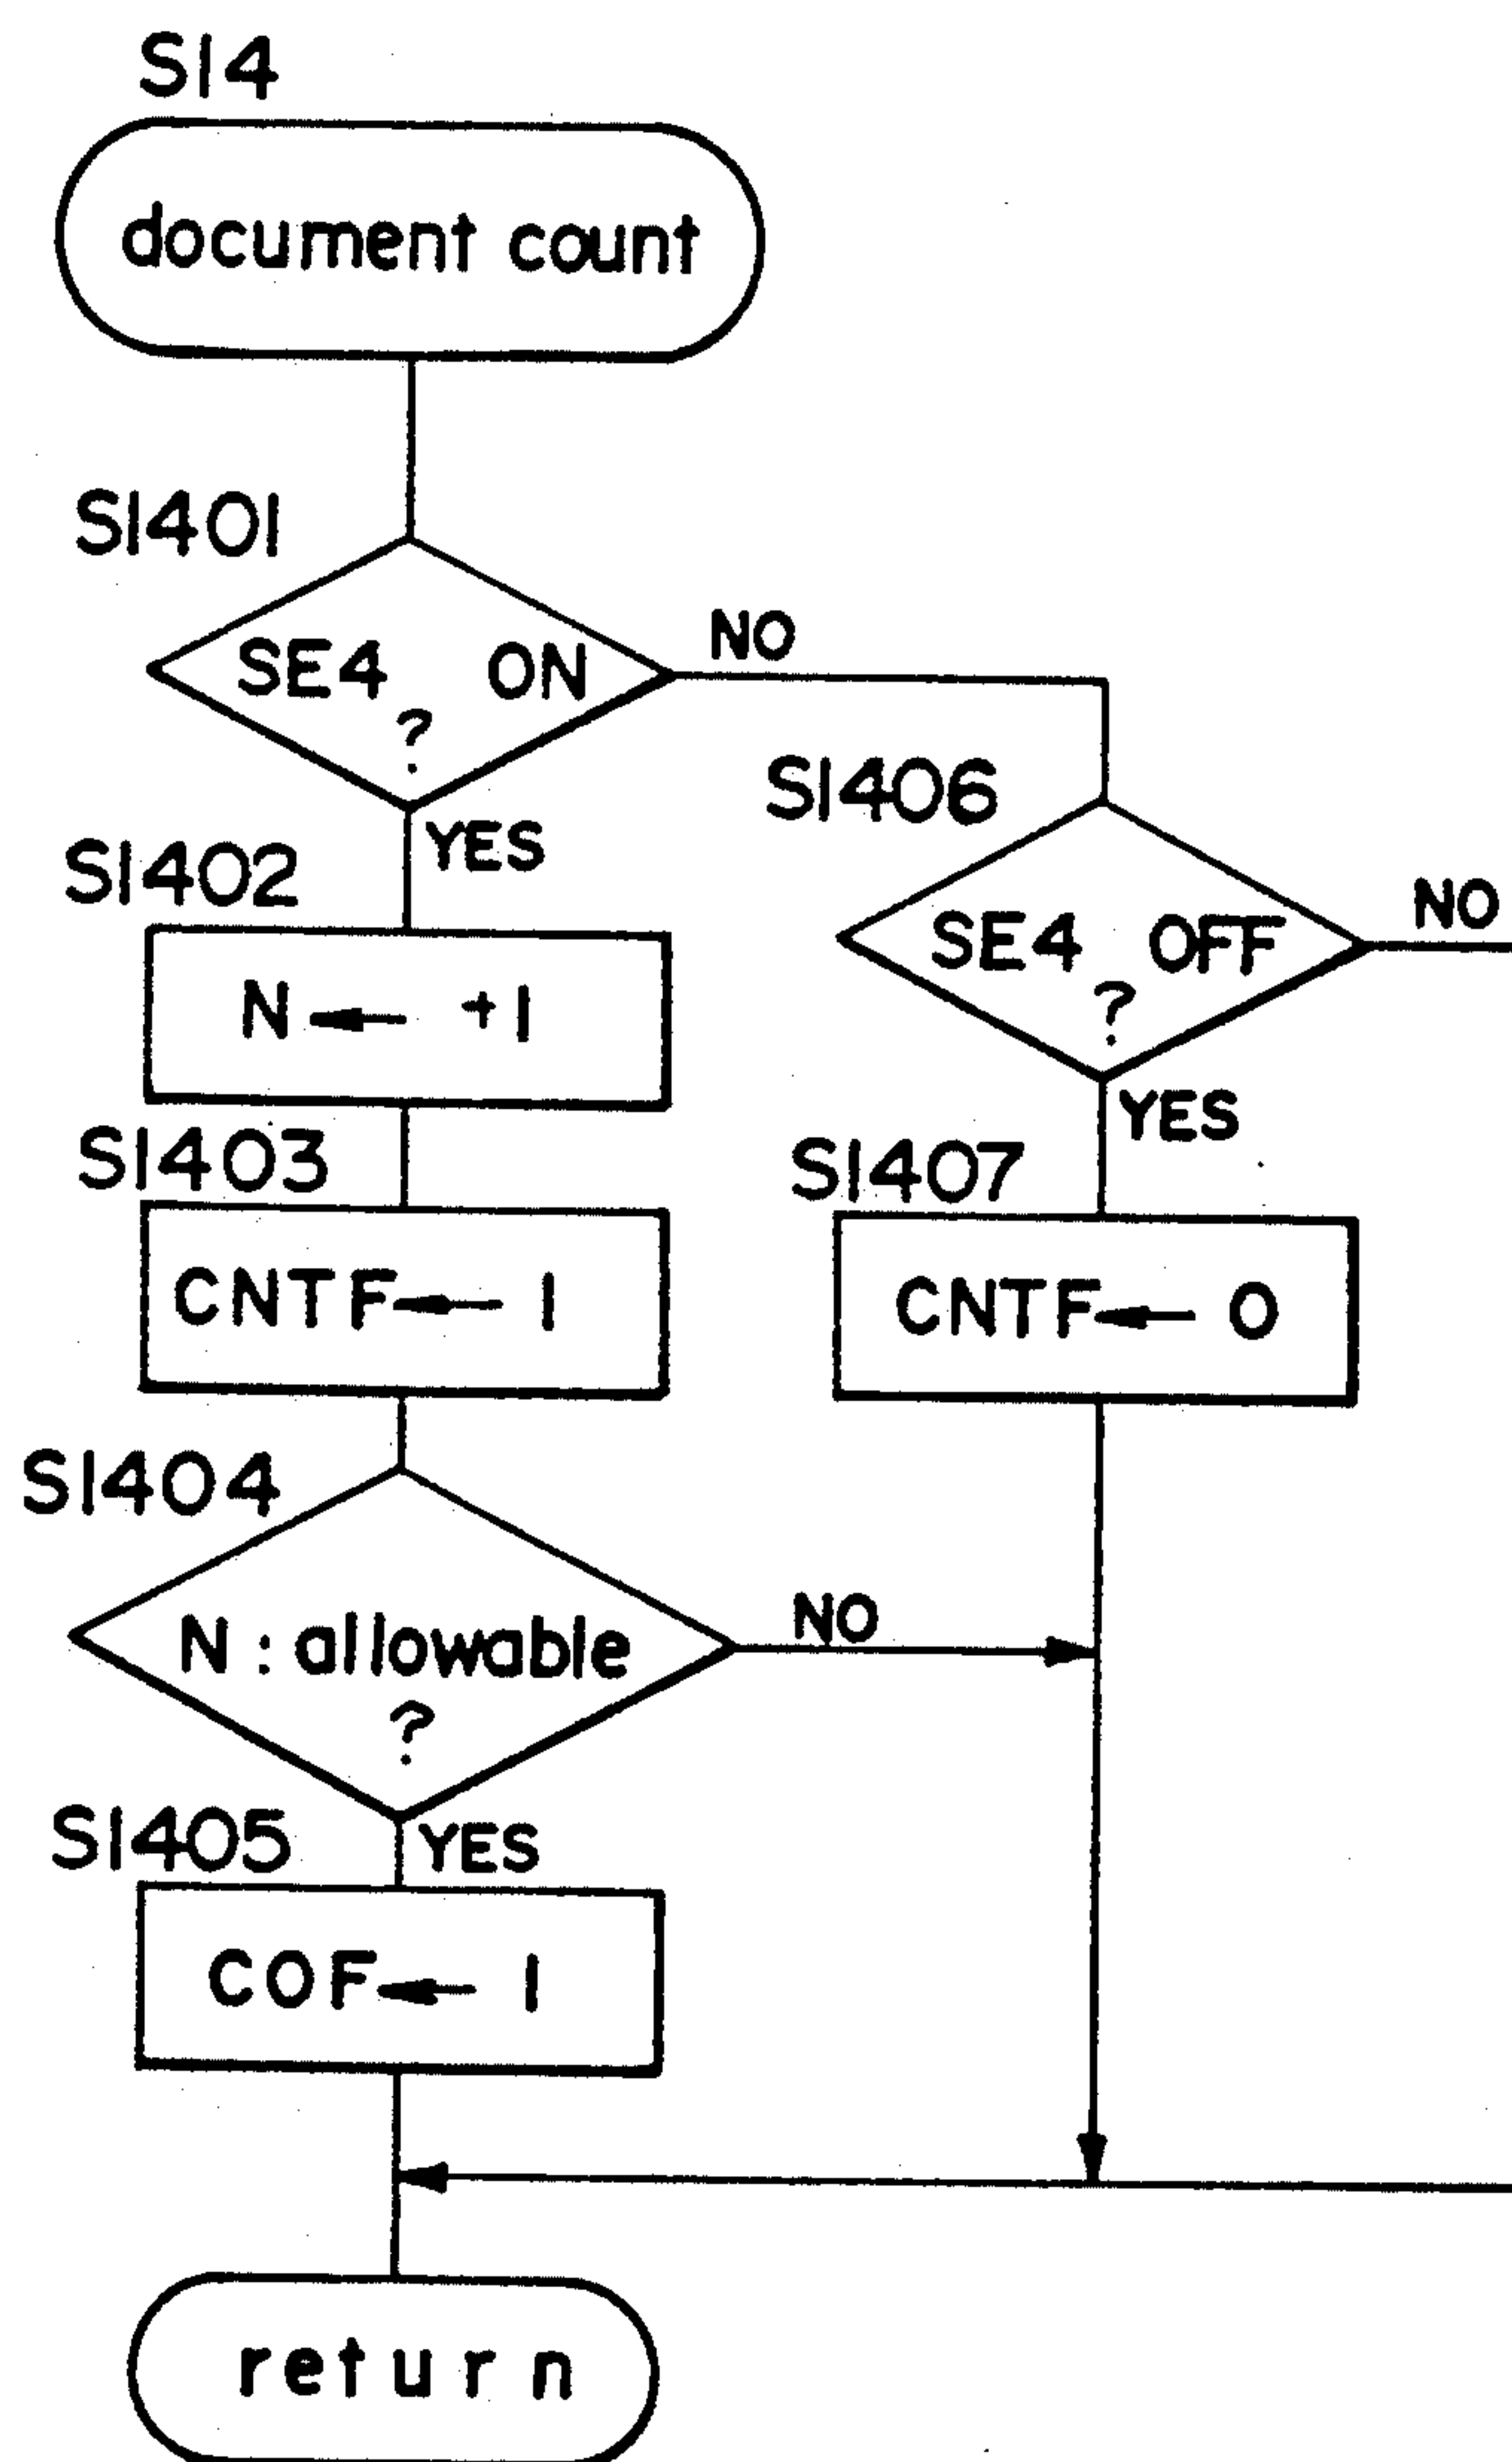 S14
document count
S1401
SE4 ON
?
NO
YES
S1402
N ← +1
S1403
CNTF ← 1
S1404
N : allowable
?
NO
YES
S1405
COF ← 1
return
S1406
SE4 OFF
?
NO
YES
S1407
CNTF ← 0